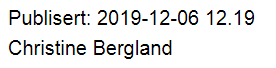 Publisert: 2019-12-06 12.19
Christine Bergland